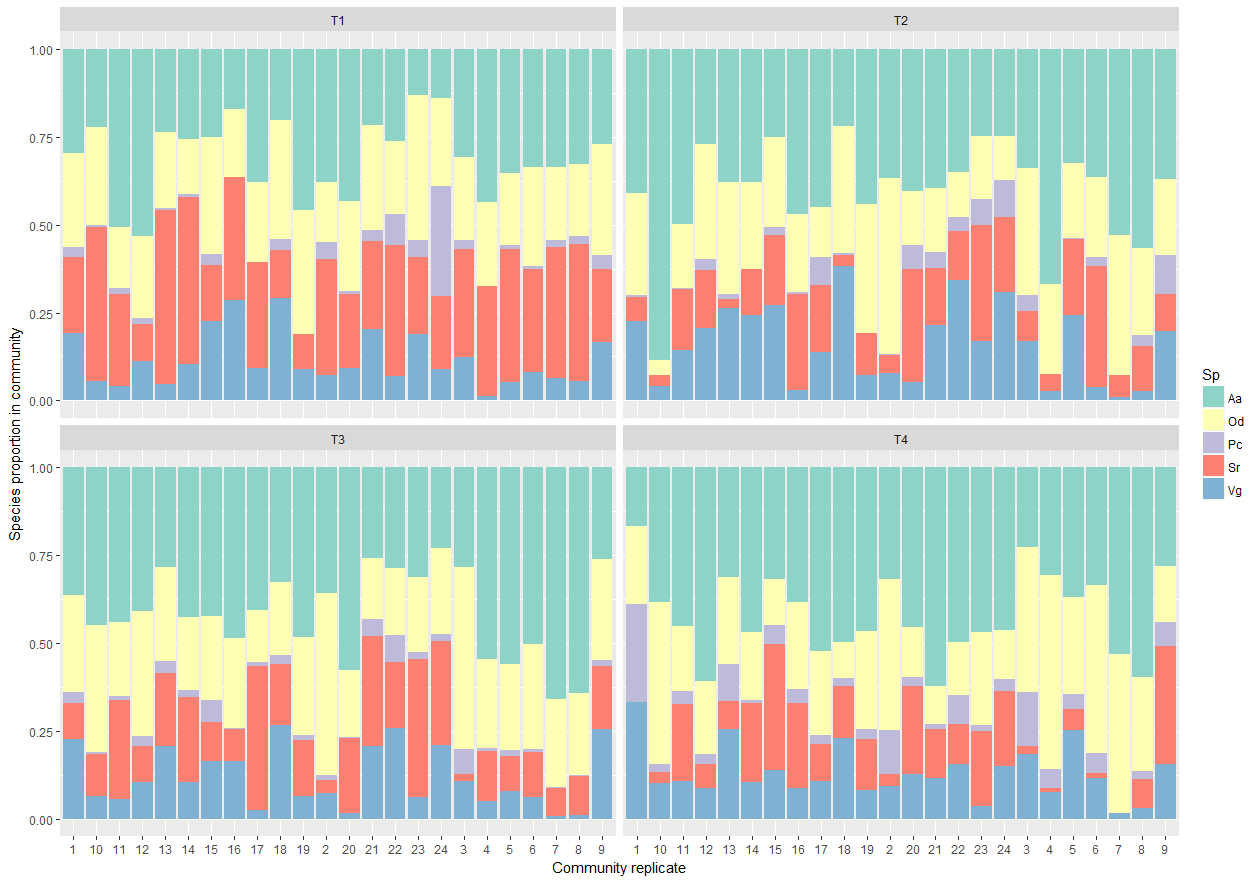 T1
T2
1.00
0.75
0.50
0.25
0.00
T3
T4
1.00
0.75
0.50
0.25
0.00
1 10 11 12 13 14 15 16 17 18 19 2 20 21 22 23 24 3 4 5 6 7 8 9
1 10 11 12 13 14 15 16 17 18 19 2 20 21 22 23 24 3 4 5 6 7 8 9
Community replicate
Species proportion in community
Sp
Aa
Od
Pc
Sr
Vg